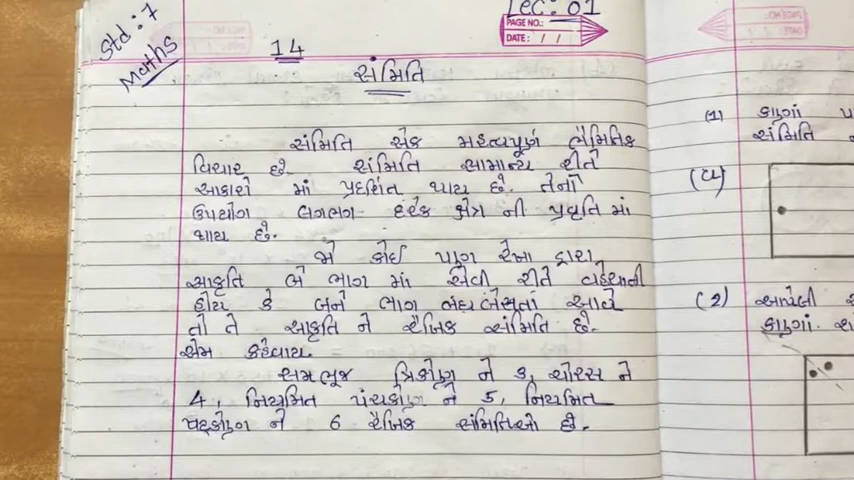 Std : 7
Maths
Lec : 01
PAGE NO.:
DATE: / /
14
સંમિતિ
સંમિતિ એક મહત્વપૂર્ણ ભૌમિતિક
વિચાર છે. સંમિતિ સામાન્ય રીતે
આકારો માં પ્રદર્શિત થાય છે. તેનો
ઉપયોગ લગભગ દરેક ક્ષેત્ર ની પ્રવૃતિ માં
થાય છે.
જો કોઈ પણ રેખા દ્વારા
આકૃતિ બે ભાગ માં એવી રીતે વહેંચાતી
હોય કે બંને ભાગ બંધ બેસતાં આવે
તો તે આકૃતિ ને રૈખિક સંમિતિ છે.
એમ કહેવાય.
સમભૂજ ત્રિકોણ ને 3, ચોરસ ને
4, નિયમિત પંચકોણ ને 5, નિયમિત
ષટ્કોણ ને 6 રૈખિક સંમિતિઓ છે.
(1) કાણાં
સંમિતિ
(2) આપેલી
કાણાં.